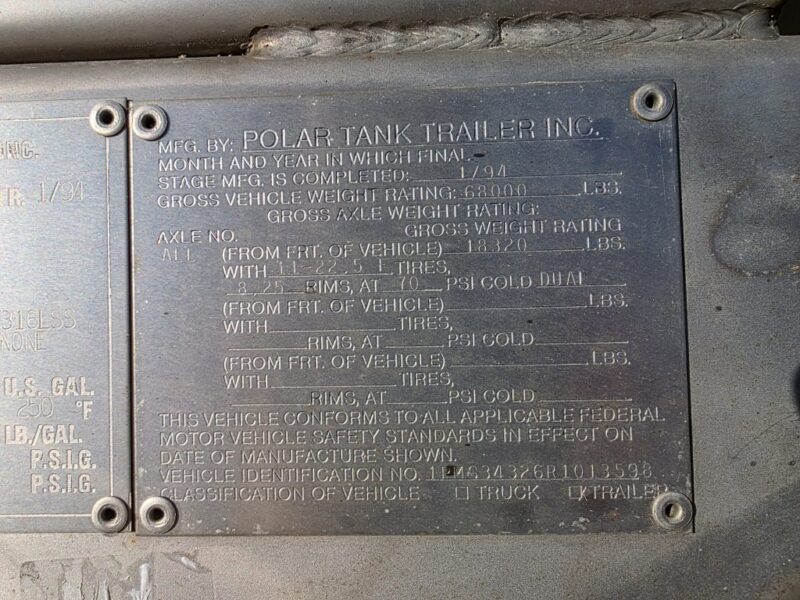 INC.
TR. 1/94
316LSS
NONE
U.S. GAL.
250 °F
LB./GAL.
P.S.I.G.
P.S.I.G.
MFG. BY: POLAR TANK TRAILER INC.
MONTH AND YEAR IN WHICH FINAL
STAGE MFG. IS COMPLETED: 1/94
GROSS VEHICLE WEIGHT RATING: 68000 LBS.
GROSS AXLE WEIGHT RATING:
AXLE NO. GROSS WEIGHT RATING
ALL (FROM FRT. OF VEHICLE) 18320 LBS.
WITH 11-22.5 TIRES,
8.25 RIMS, AT 70 PSI COLD DUAL
(FROM FRT. OF VEHICLE) LBS.
WITH TIRES,
RIMS, AT PSI COLD
(FROM FRT. OF VEHICLE) LBS.
WITH TIRES,
RIMS, AT PSI COLD
THIS VEHICLE CONFORMS TO ALL APPLICABLE FEDERAL
MOTOR VEHICLE SAFETY STANDARDS IN EFFECT ON
DATE OF MANUFACTURE SHOWN.
VEHICLE IDENTIFICATION NO.
CLASSIFICATION OF VEHICLE ☐ TRUCK ☒ TRAILER